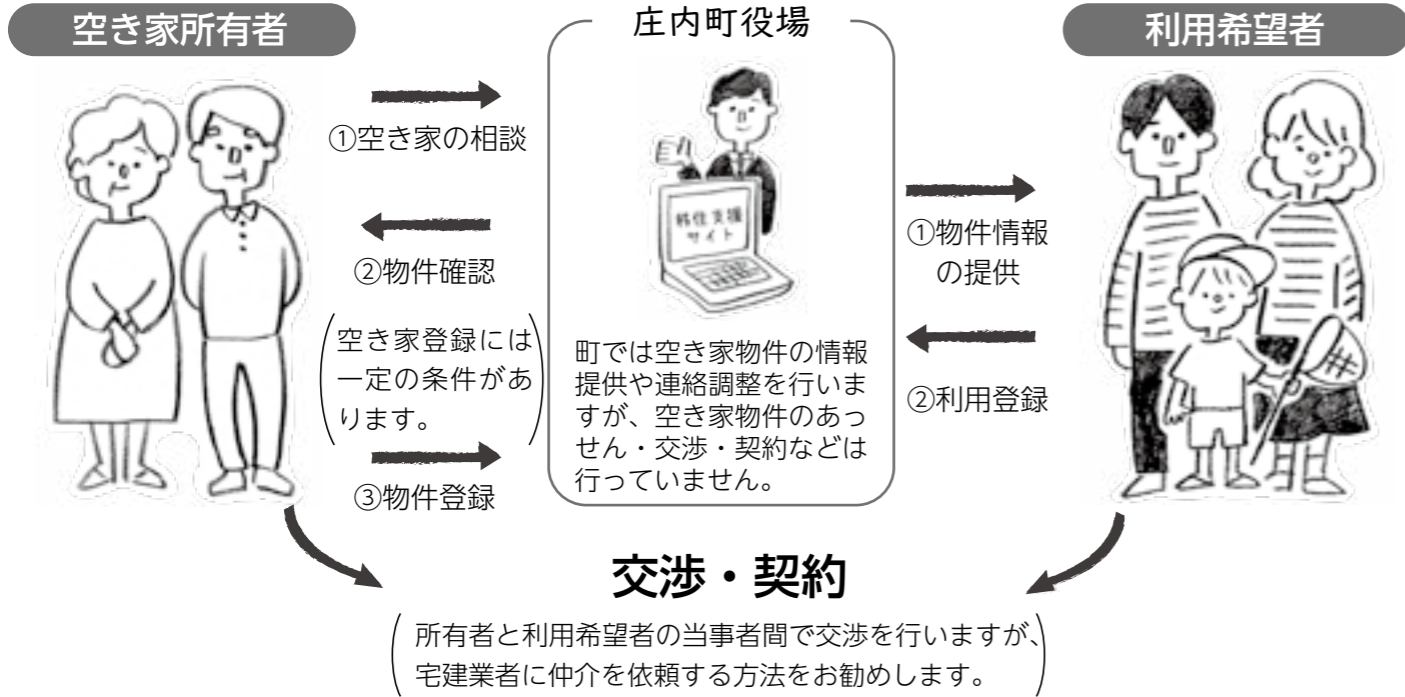 空き家所有者
①空き家の相談
②物件確認
空き家登録には
一定の条件があ
ります。
③物件登録
庄内町役場
移住支援
サイト
町では空き家物件の情報
提供や連絡調整を行いま
すが、空き家物件のあっ
せん・交渉・契約などは
行っていません。
利用希望者
①物件情報
の提供
②利用登録
交渉・契約
所有者と利用希望者の当事者間で交渉を行いますが、
宅建業者に仲介を依頼する方法をお勧めします。